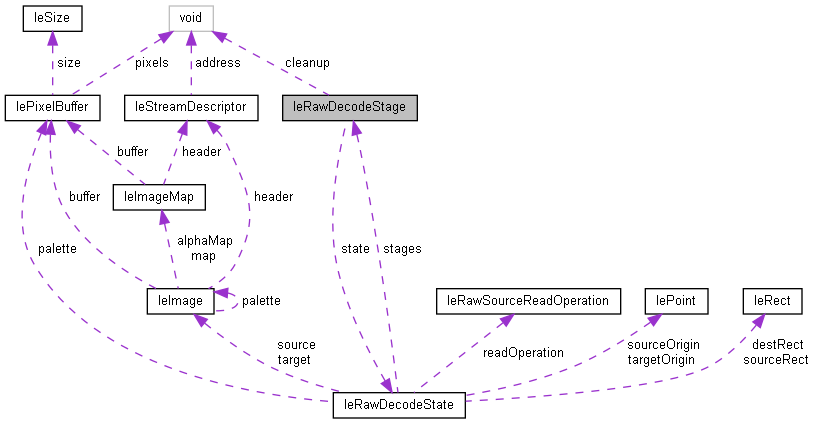 leSize
void
size
pixels
address
cleanup
lePixelBuffer
leStreamDescriptor
leRawDecodeStage
buffer
header
leImageMap
buffer
header
palette
alphaMap
map
state
stages
leImage
palette
leRawSourceReadOperation
lePoint
leRect
source
target
readOperation
sourceOrigin
targetOrigin
destRect
sourceRect
leRawDecodeState